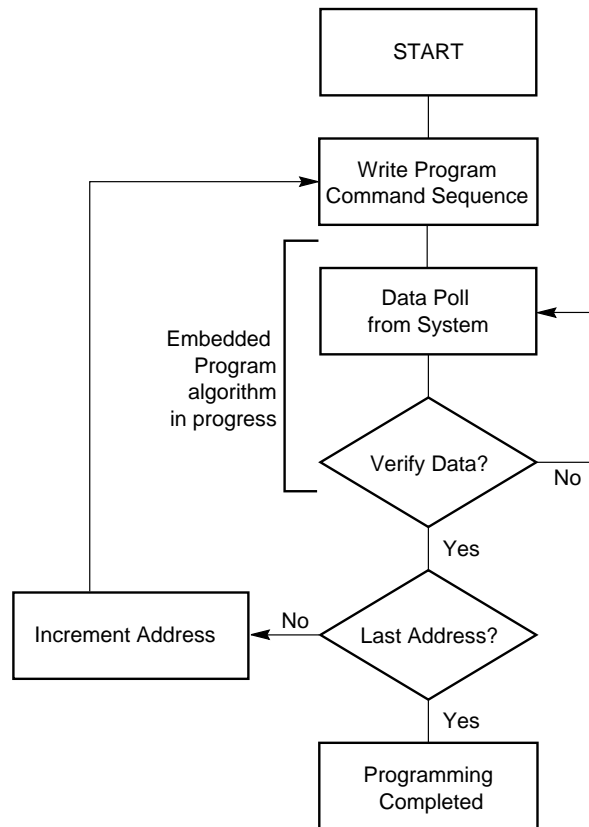 START
Write Program
Command Sequence
Data Poll
from System
Embedded
Program
algorithm
in progress
Verify Data?
No
Yes
Increment Address
No
Last Address?
Yes
Programming
Completed